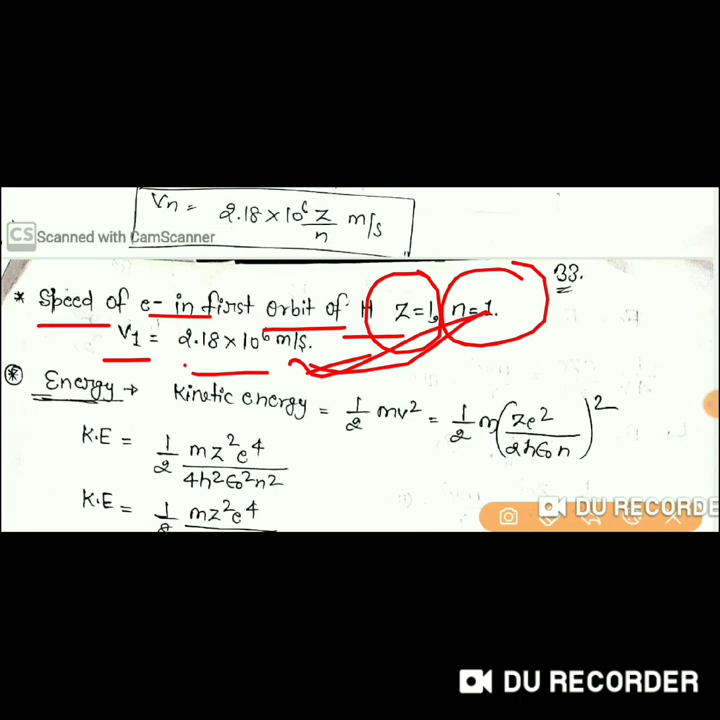 Vn = 2.18×10⁶ Z/n m/s
CS Scanned with CamScanner
33.
* Speed of e- in first orbit of H Z=1, n=1.
V1 = 2.18×10⁶ m/s.
* Energy → Kinetic energy = 1/2 mv² = 1/2 m(Ze²/2hϵ0n)²
K.E = 1/2 mz²e⁴/4h²ϵ0²n²
K.E = 1/8 mz²e⁴
DU RECORDER
DU RECORDER